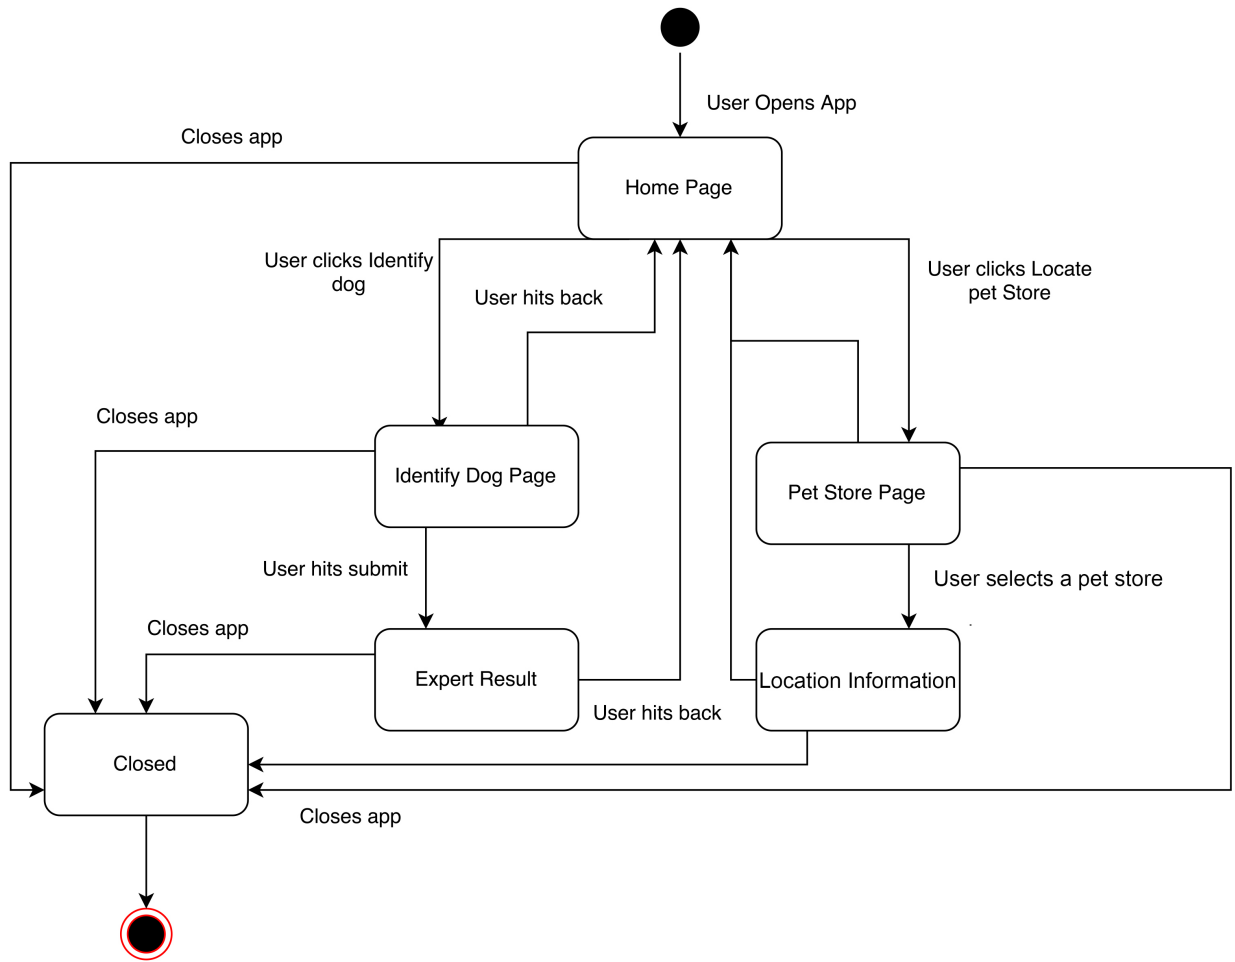 User Opens App
Closes app
Home Page
User clicks Identify
dog
User clicks Locate
pet Store
User hits back
Closes app
Identify Dog Page
Pet Store Page
User hits submit
User selects a pet store
Closes app
Expert Result
Location Information
User hits back
Closed
Closes app